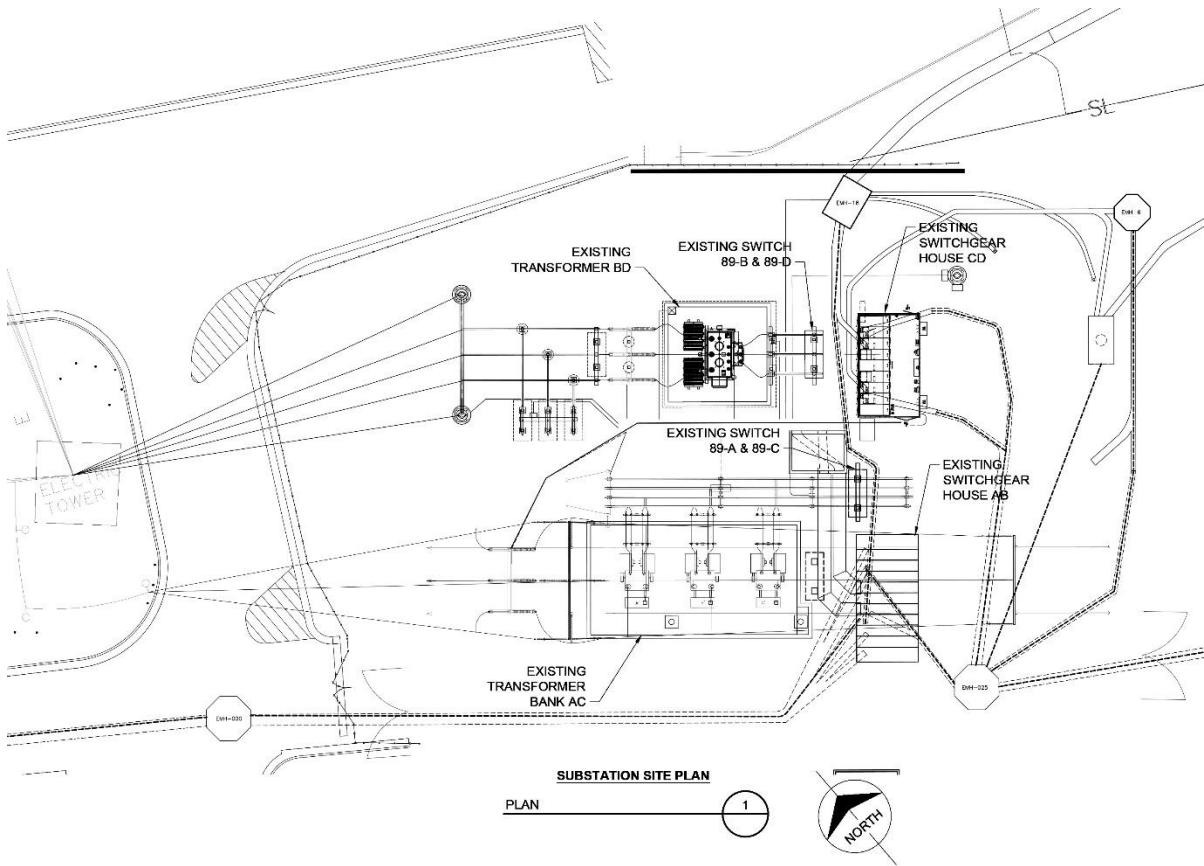 SL
EMH-18
EMH-6
EXISTING
SWITCHGEAR
HOUSE CD
EXISTING SWITCH
89-B & 89-D
EXISTING
TRANSFORMER BD
E
ELECTRIC
TOWER
EXISTING SWITCH
89-A & 89-C
EXISTING
SWITCHGEAR
HOUSE AB
EXISTING
TRANSFORMER
BANK AC
EMH-025
EMH-030
SUBSTATION SITE PLAN
PLAN
1
NORTH